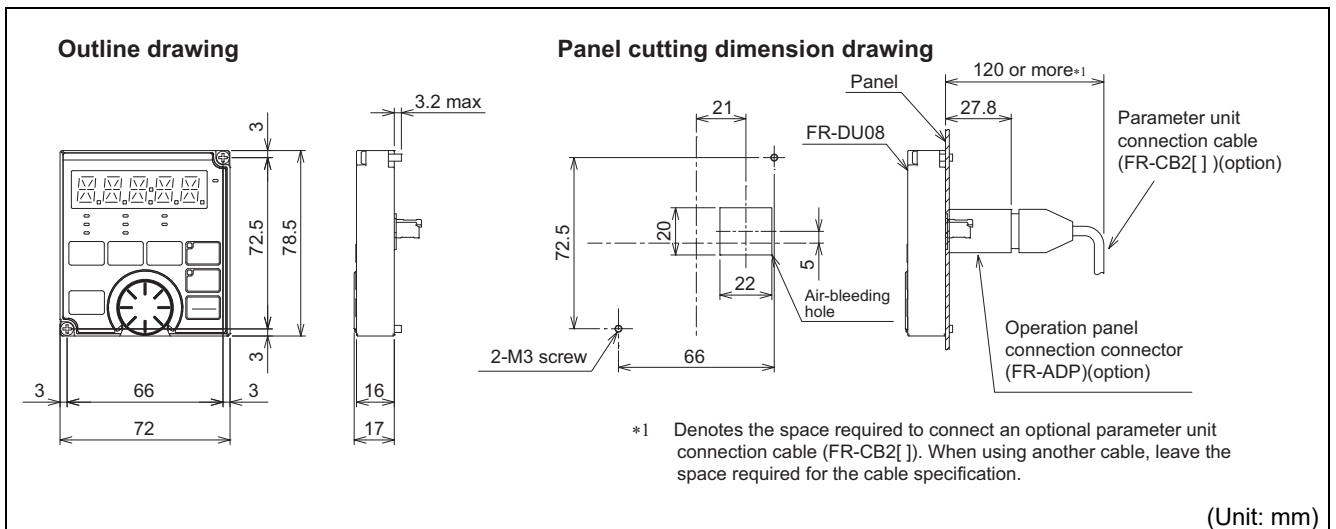 Outline drawing
3.2 max
3
72.5
78.5
3
3
66
3
72
16
17
Panel cutting dimension drawing
120 or more*1
Panel
21
27.8
FR-DU08
Parameter unit
connection cable
(FR-CB2[ ] )(option)
72.5
20
5
22
Air-bleeding
hole
2-M3 screw
66
Operation panel
connection connector
(FR-ADP)(option)
*1 Denotes the space required to connect an optional parameter unit
connection cable (FR-CB2[ ]). When using another cable, leave the
space required for the cable specification.
(Unit: mm)